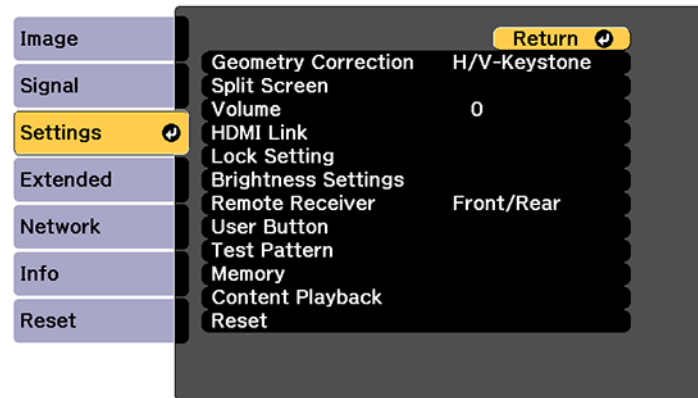 Image
Signal
Settings
Extended
Network
Info
Reset
Return
Geometry Correction H/V-Keystone
Split Screen
Volume 0
HDMI Link
Lock Setting
Brightness Settings
Remote Receiver Front/Rear
User Button
Test Pattern
Memory
Content Playback
Reset